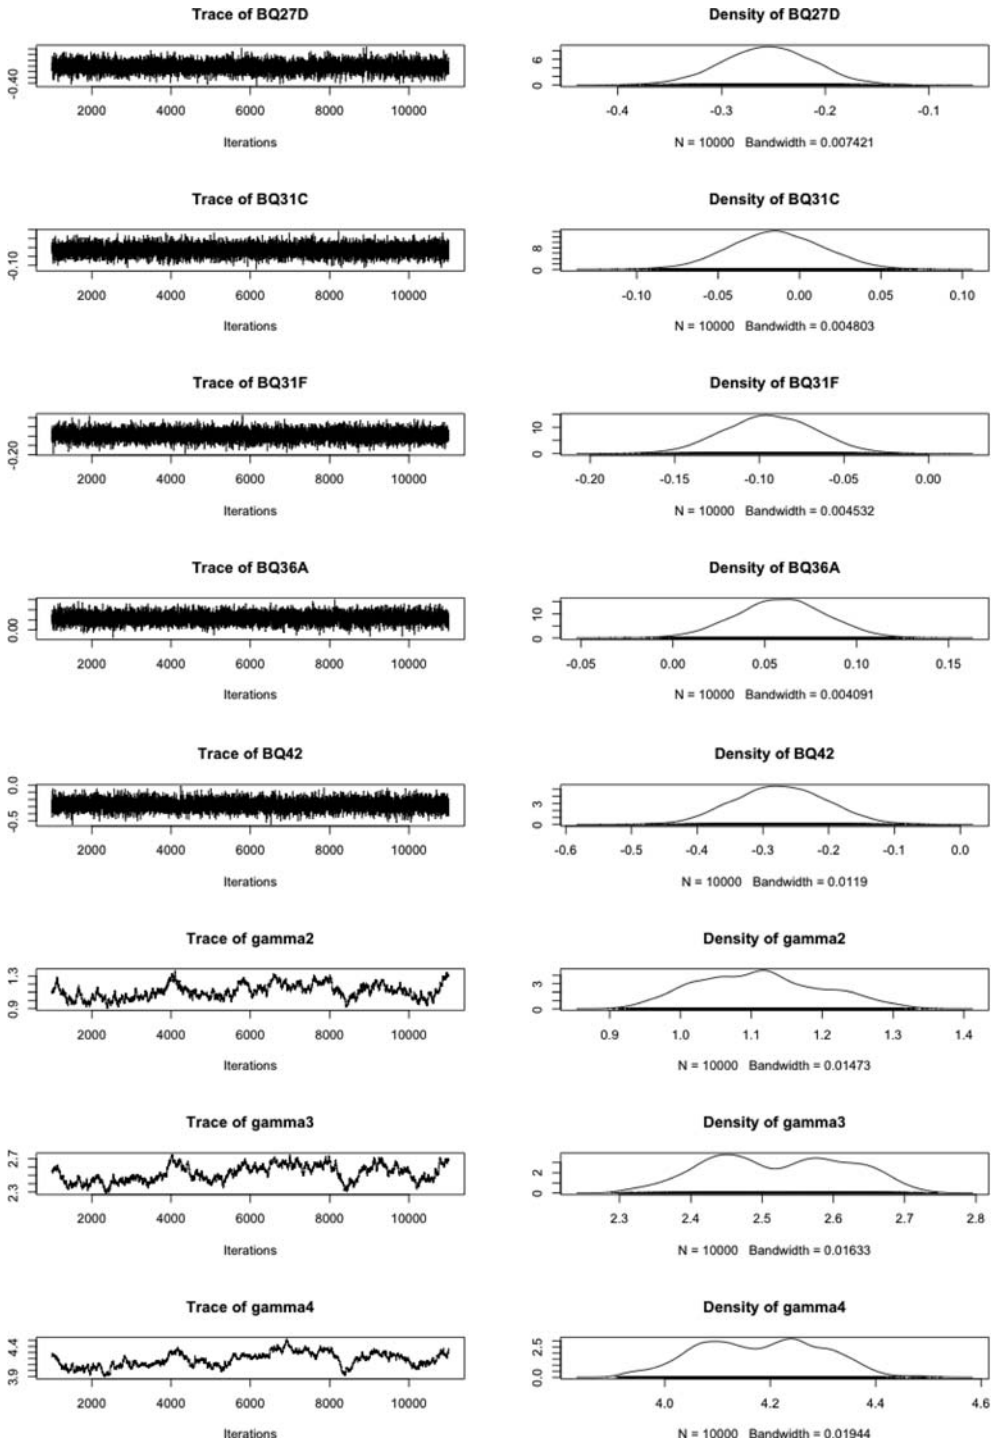 Trace of BQ27D
-0.40
2000 4000 6000 8000 10000
Iterations
Density of BQ27D
0 6
-0.4 -0.3 -0.2 -0.1
N = 10000 Bandwidth = 0.007421
Trace of BQ31C
-0.10
2000 4000 6000 8000 10000
Iterations
Density of BQ31C
0 8
-0.10 -0.05 0.00 0.05 0.10
N = 10000 Bandwidth = 0.004803
Trace of BQ31F
-0.20
2000 4000 6000 8000 10000
Iterations
Density of BQ31F
0 10
-0.20 -0.15 -0.10 -0.05 0.00
N = 10000 Bandwidth = 0.004532
Trace of BQ36A
0.00
2000 4000 6000 8000 10000
Iterations
Density of BQ36A
0 10
-0.05 0.00 0.05 0.10 0.15
N = 10000 Bandwidth = 0.004091
Trace of BQ42
-0.5 0.0
2000 4000 6000 8000 10000
Iterations
Density of BQ42
0 3
-0.6 -0.5 -0.4 -0.3 -0.2 -0.1 0.0
N = 10000 Bandwidth = 0.0119
Trace of gamma2
0.9 1.3
2000 4000 6000 8000 10000
Iterations
Density of gamma2
0 3
0.9 1.0 1.1 1.2 1.3 1.4
N = 10000 Bandwidth = 0.01473
Trace of gamma3
2.3 2.7
2000 4000 6000 8000 10000
Iterations
Density of gamma3
0 2
2.3 2.4 2.5 2.6 2.7 2.8
N = 10000 Bandwidth = 0.01633
Trace of gamma4
3.9 4.4
2000 4000 6000 8000 10000
Iterations
Density of gamma4
0.0 2.5
4.0 4.2 4.4 4.6
N = 10000 Bandwidth = 0.01944